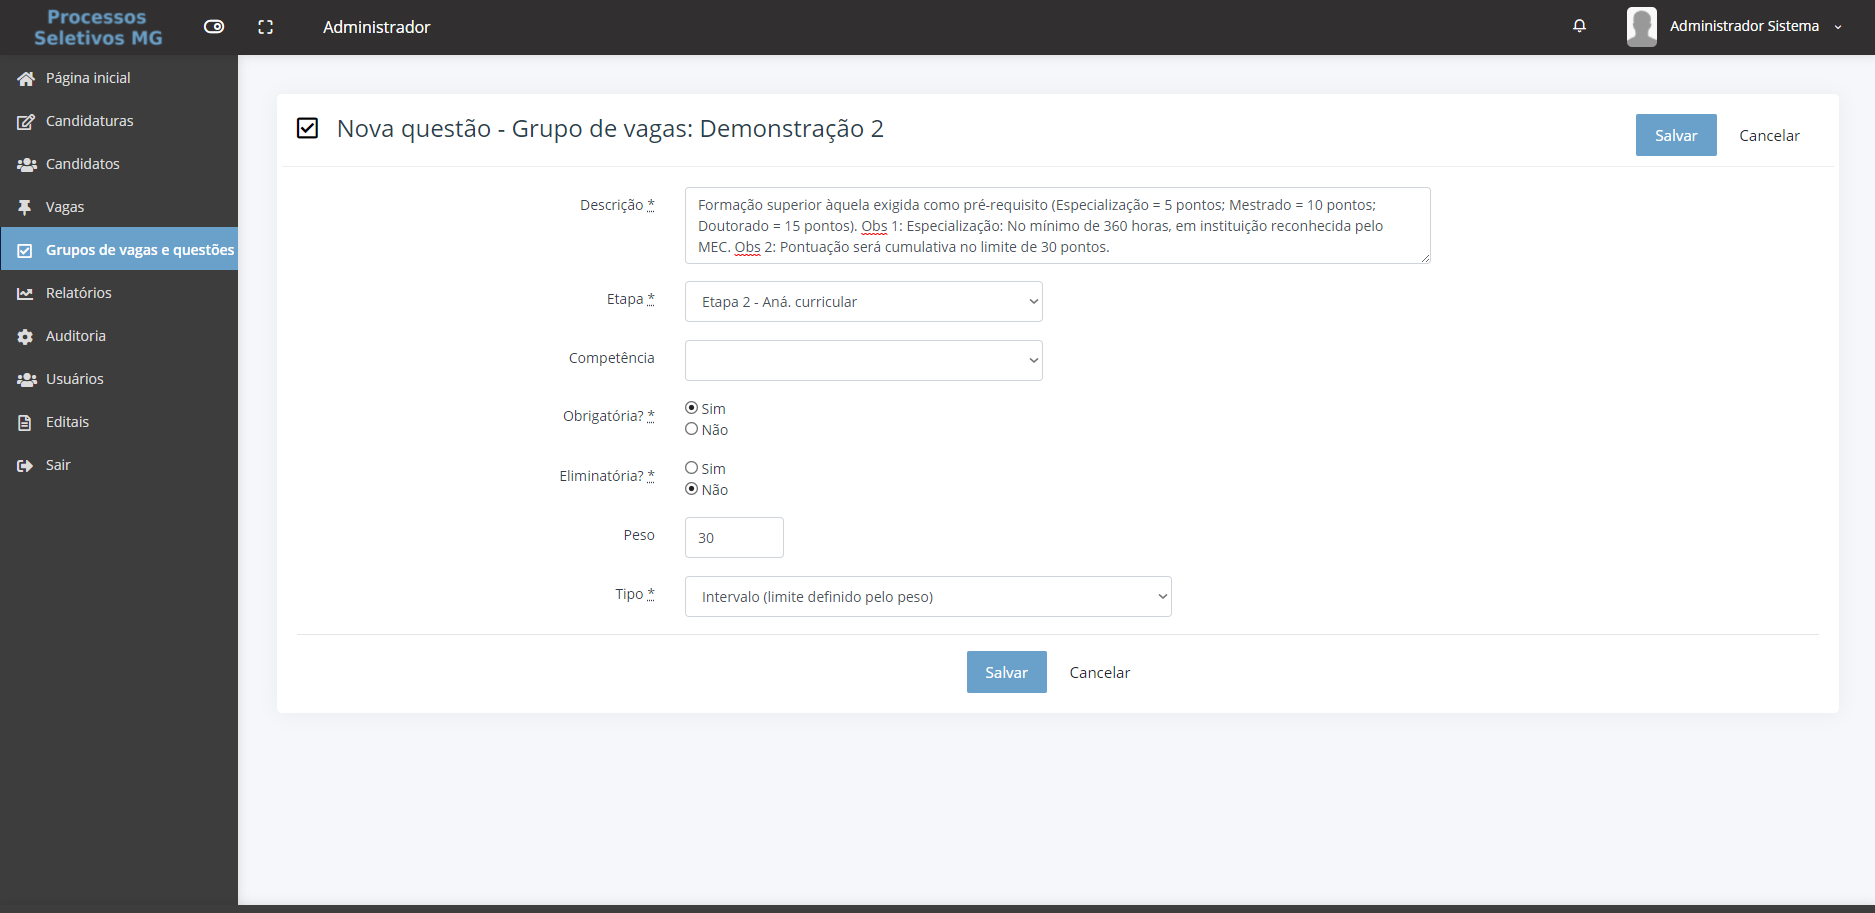 Processos
Seletivos MG
Administrador
Administrador Sistema
Página inicial
Candidaturas
Candidatos
Vagas
Grupos de vagas e questões
Relatórios
Auditoria
Usuários
Editais
Sair
Nova questão - Grupo de vagas: Demonstração 2
Salvar
Cancelar
Descrição *
Formação superior àquela exigida como pré-requisito (Especialização = 5 pontos; Mestrado = 10 pontos;
Doutorado = 15 pontos). Obs 1: Especialização: No mínimo de 360 horas, em instituição reconhecida pelo
MEC. Obs 2: Pontuação será cumulativa no limite de 30 pontos.
Etapa *
Etapa 2 - Aná. curricular
Competência
Obrigatória? *
Sim
Não
Eliminatória? *
Sim
Não
Peso
30
Tipo *
Intervalo (limite definido pelo peso)
Salvar
Cancelar